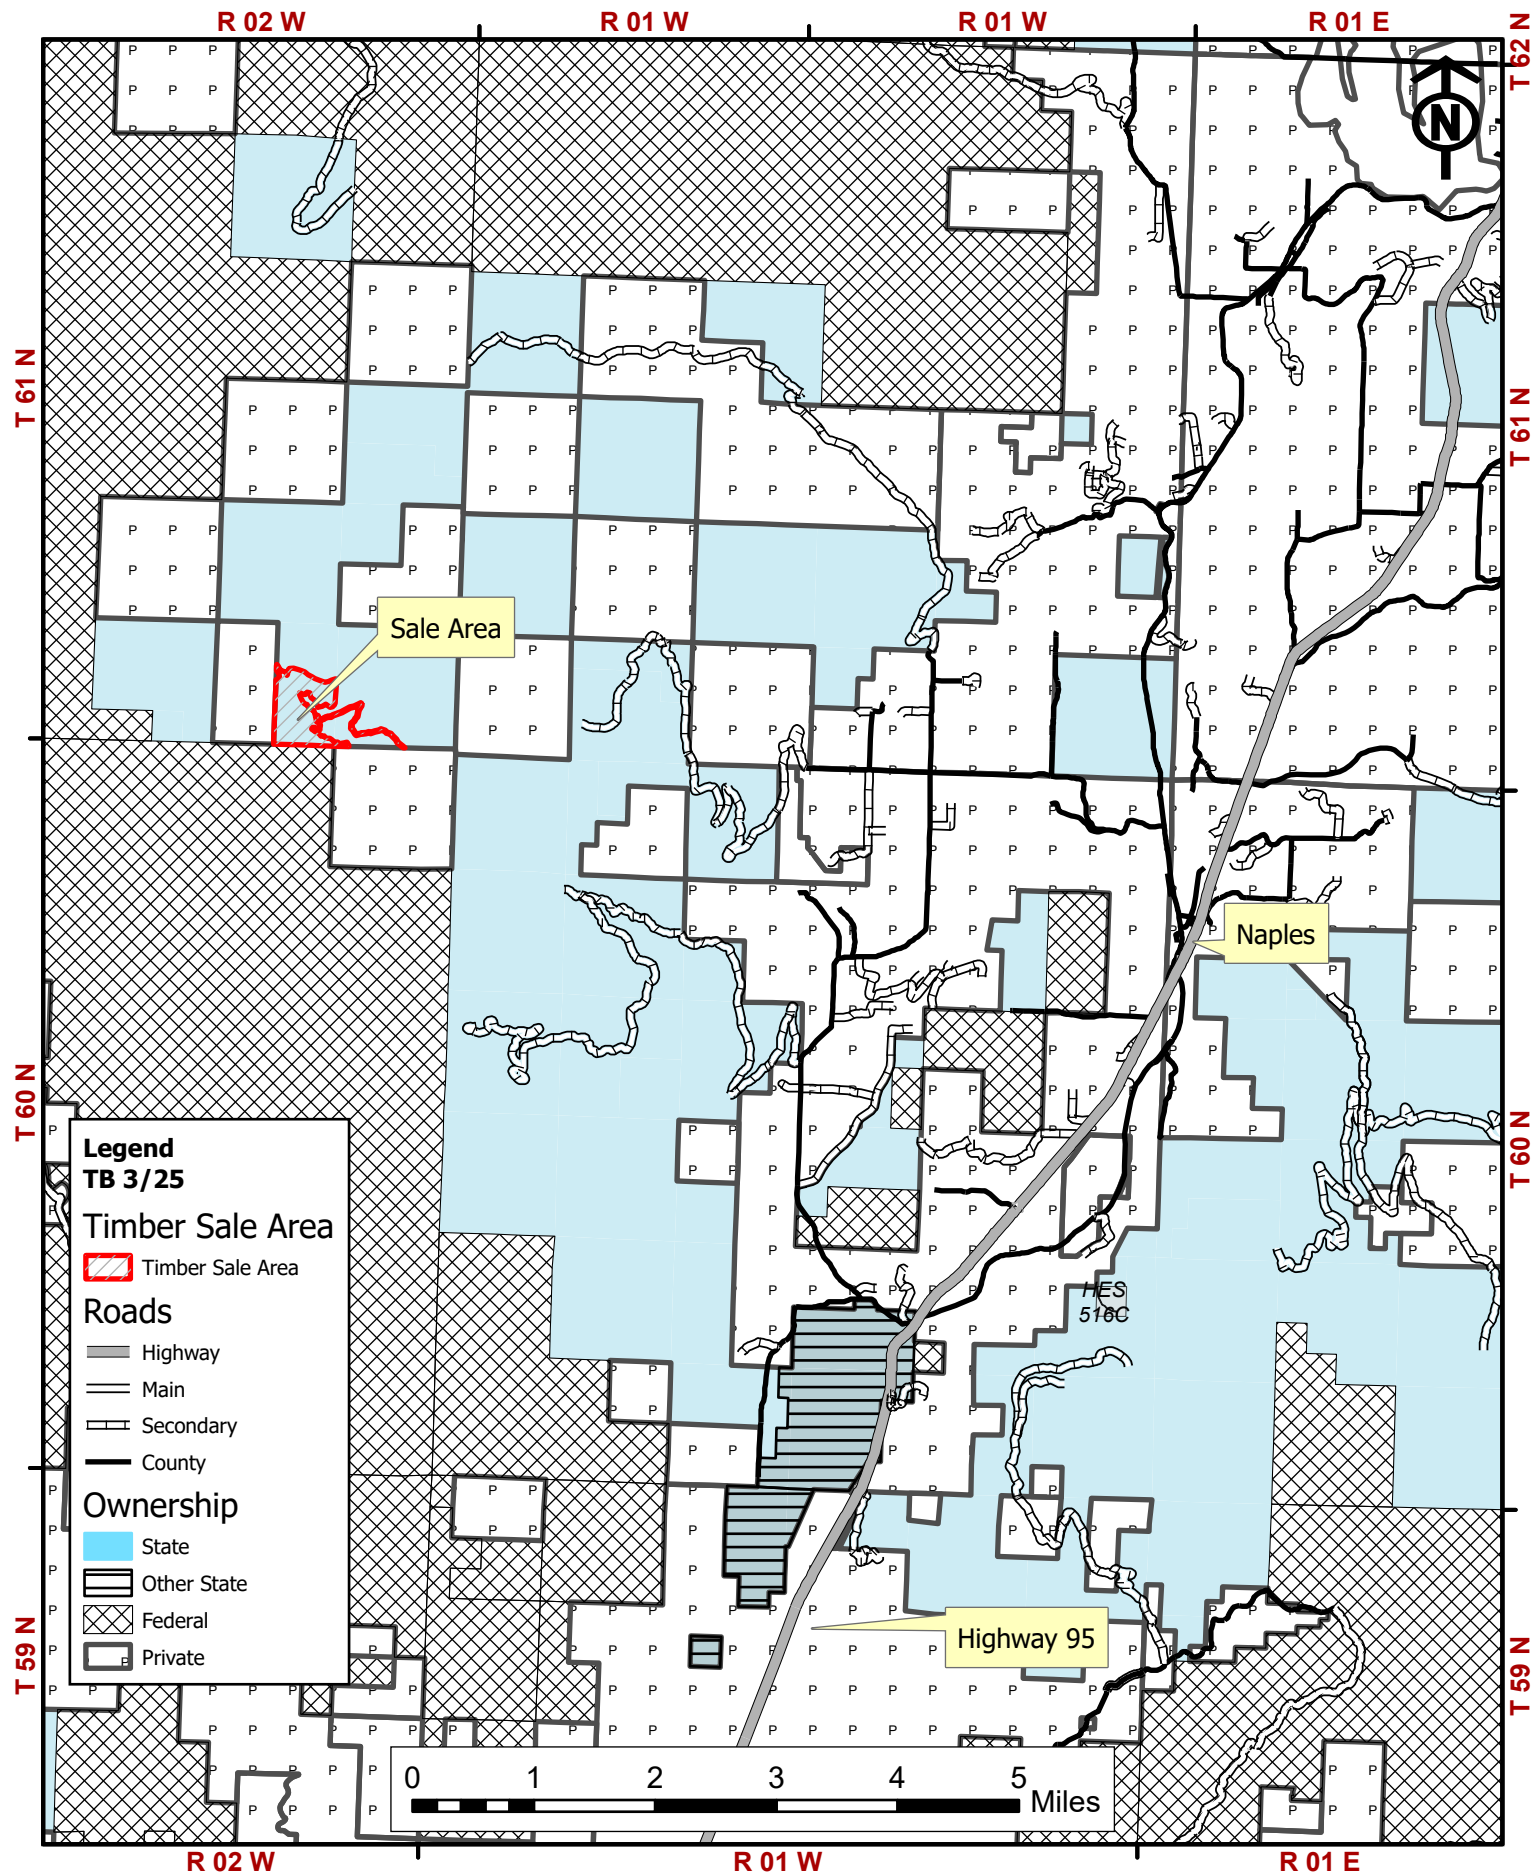 R 02 W
R 01 W
R 01 W
R 01 E
T 62 N
N
T 61 N
T 61 N
Sale Area
Naples
T 60 N
T 60 N
HES
516C
Legend
TB 3/25
Timber Sale Area
Timber Sale Area
Roads
Highway
Main
Secondary
County
Ownership
State
Other State
Federal
P
Private
Highway 95
T 59 N
T 59 N
0 1 2 3 4 5
Miles
R 02 W
R 01 W
R 01 E